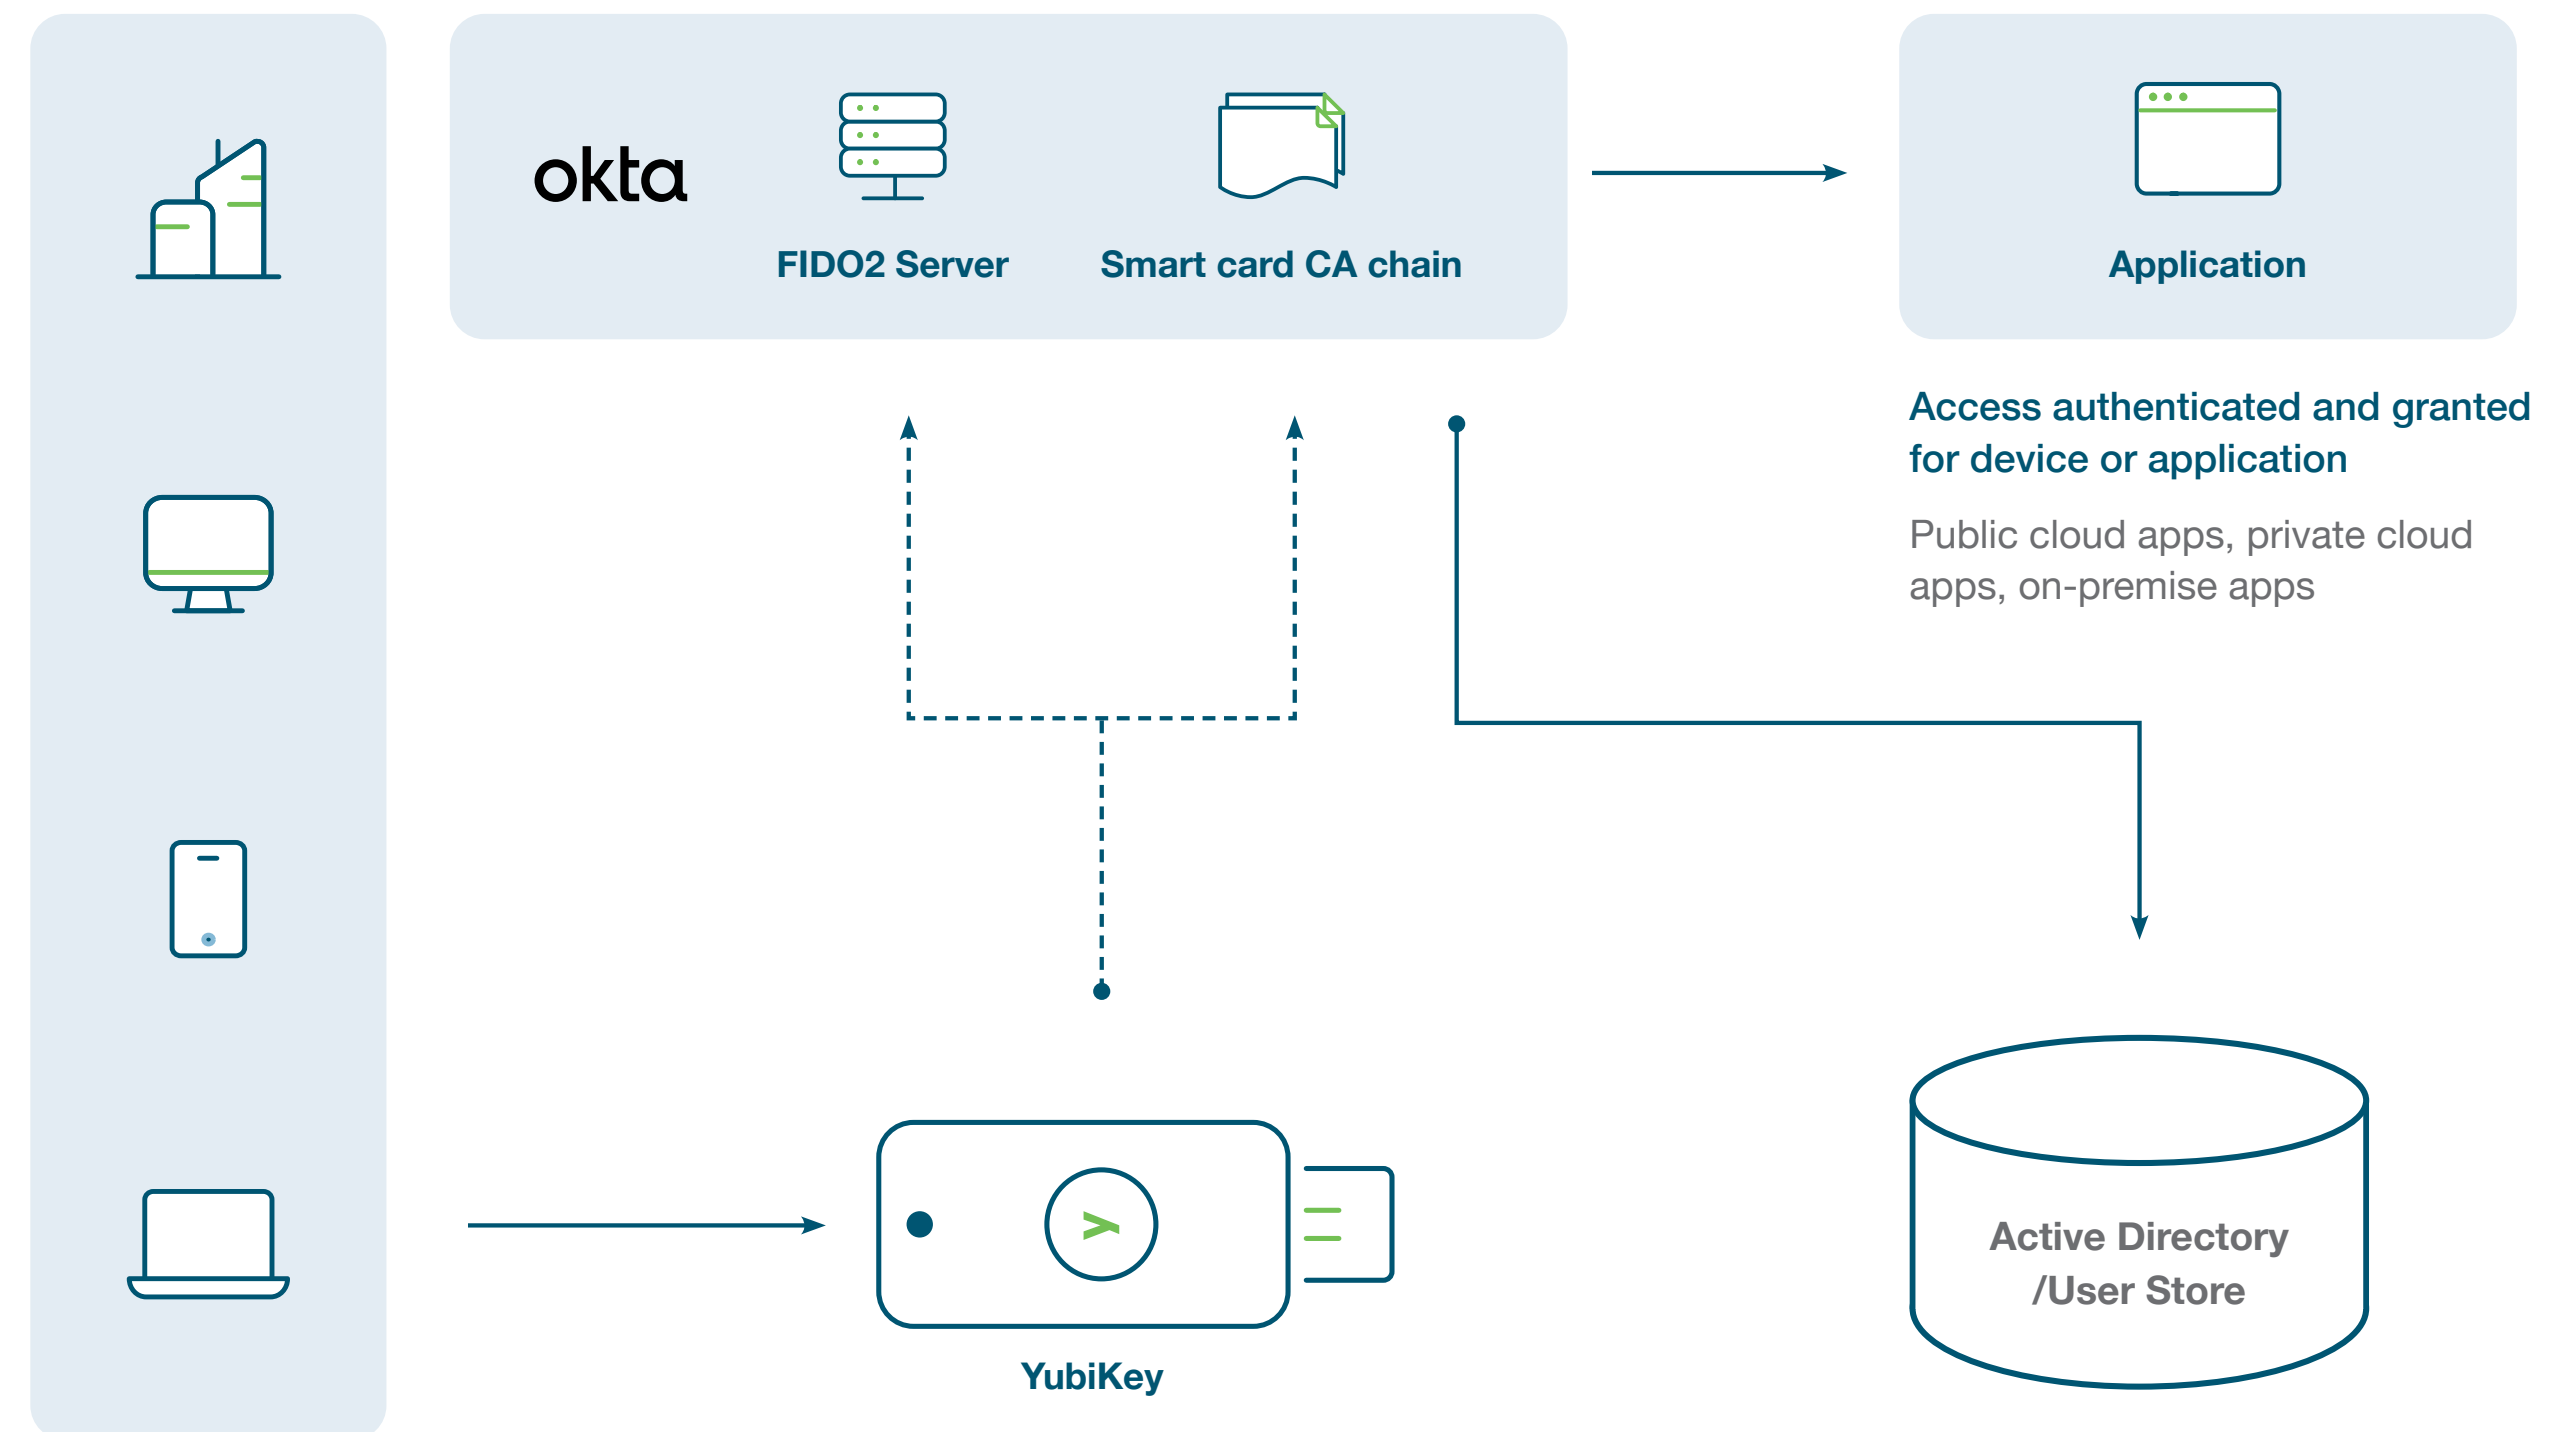 okta
FIDO2 Server
Smart card CA chain
Application
Access authenticated and granted
for device or application
Public cloud apps, private cloud
apps, on-premise apps
Active Directory
/User Store
YubiKey